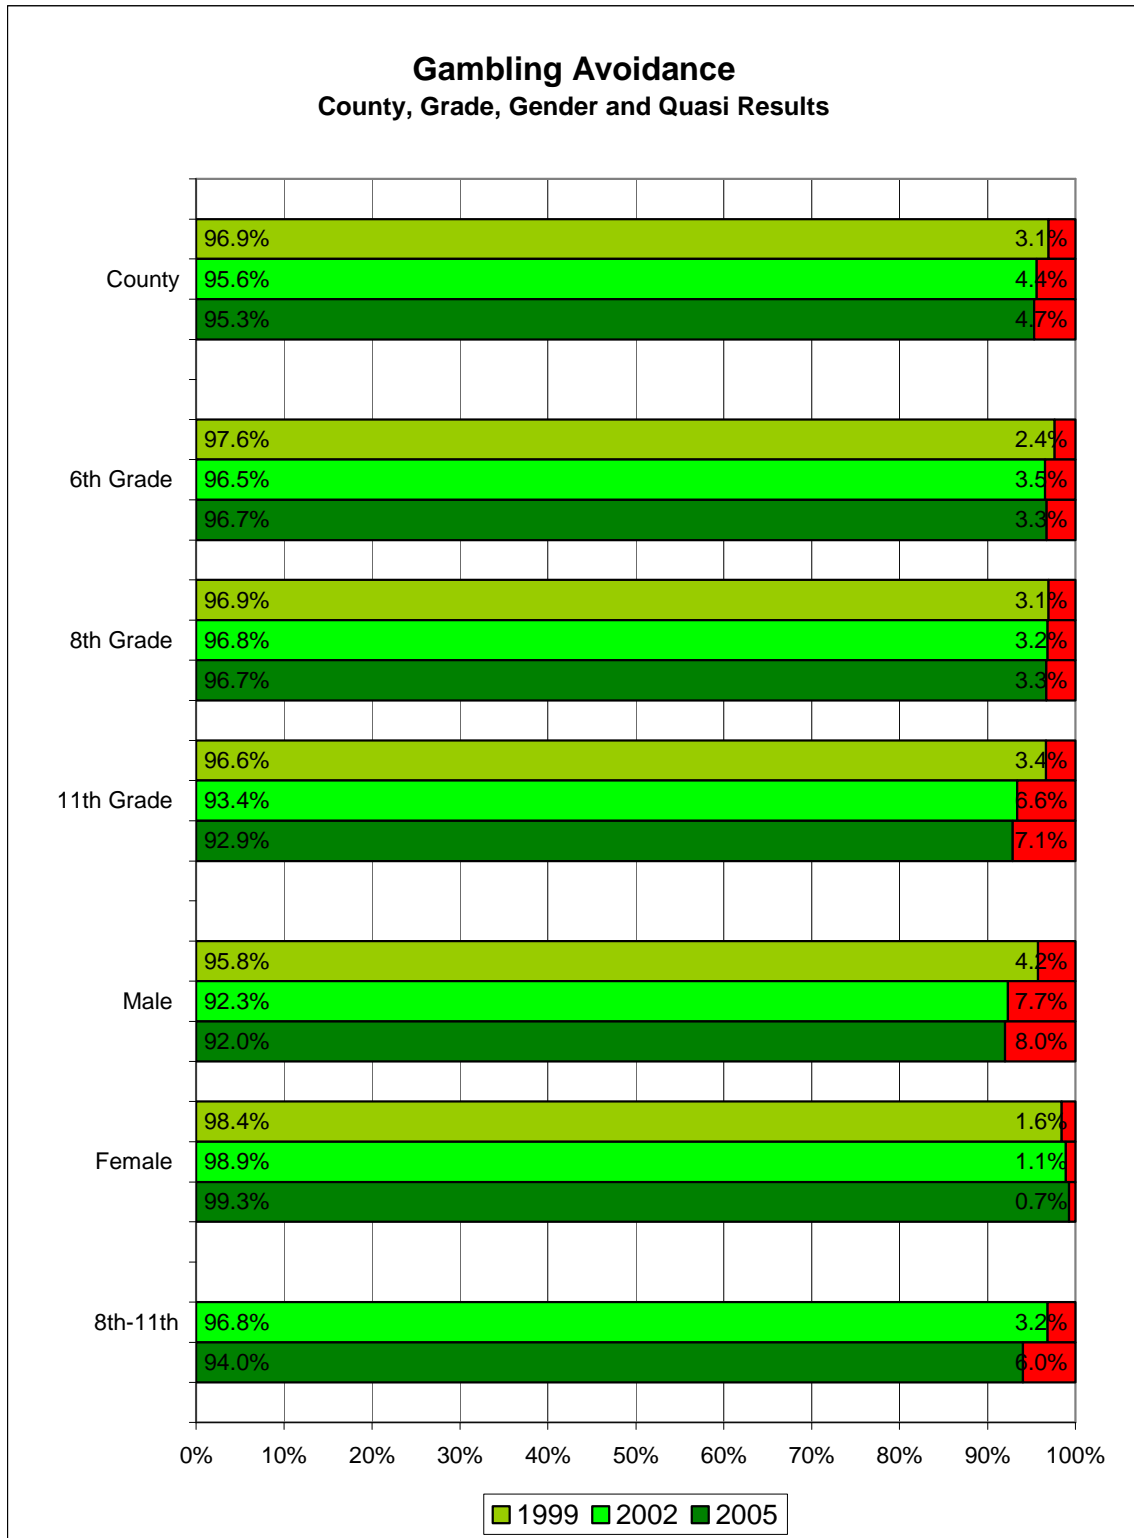 Gambling Avoidance
County, Grade, Gender and Quasi Results
96.9% 3.1%
County 95.6% 4.4%
95.3% 4.7%
97.6% 2.4%
6th Grade 96.5% 3.5%
96.7% 3.3%
96.9% 3.1%
8th Grade 96.8% 3.2%
96.7% 3.3%
96.6% 3.4%
11th Grade 93.4% 6.6%
92.9% 7.1%
95.8% 4.2%
Male 92.3% 7.7%
92.0% 8.0%
98.4% 1.6%
Female 98.9% 1.1%
99.3% 0.7%
8th-11th 96.8% 3.2%
94.0% 6.0%
0% 10% 20% 30% 40% 50% 60% 70% 80% 90% 100%
1999 2002 2005